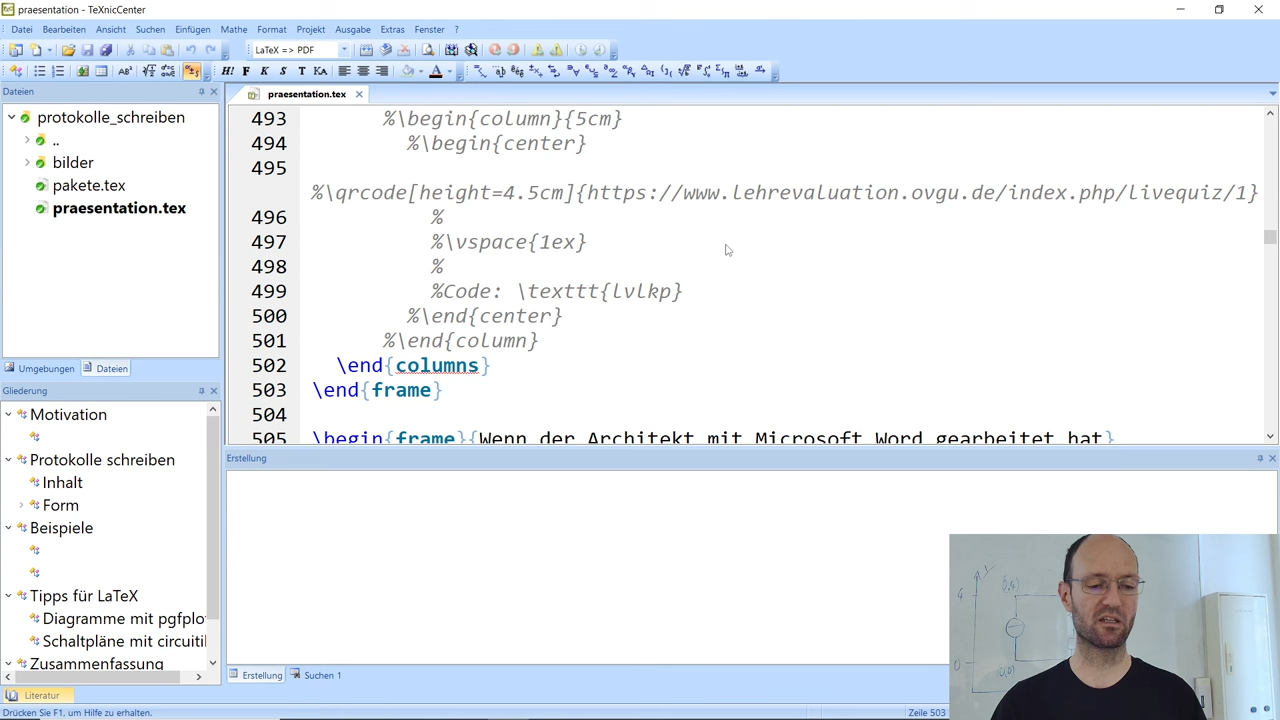 praesentation - TeXnicCenter
Datei Bearbeiten Ansicht Suchen Einfügen Mathe Format Projekt Ausgabe Extras Fenster ?
LaTeX => PDF
Dateien
protokolle_schreiben
..
bilder
pakete.tex
praesentation.tex
Umgebungen Dateien
Gliederung
Motivation
Protokolle schreiben
Inhalt
Form
Beispiele
Tipps für LaTeX
Diagramme mit pgfplo
Schaltpläne mit circuiti
Zusammenfassung
Literatur
praesentation.tex
493 %\begin{column}{5cm}
494 %\begin{center}
495
%\qrcode[height=4.5cm]{https://www.lehrevaluation.ovgu.de/index.php/livequiz/1}
496 %
497 %\vspace{1ex}
498 %
499 %Code: \texttt{lvlkp}
500 %\end{center}
501 %\end{column}
502 \end{columns}
503 \end{frame}
504
505 \begin{frame}{Wenn der Architekt mit Microsoft Word gearbeitet hat}
Erstellung
Erstellung Suchen 1
Drücken Sie F1, um Hilfe zu erhalten.
Zeile 503
4
y
0
(0,0)